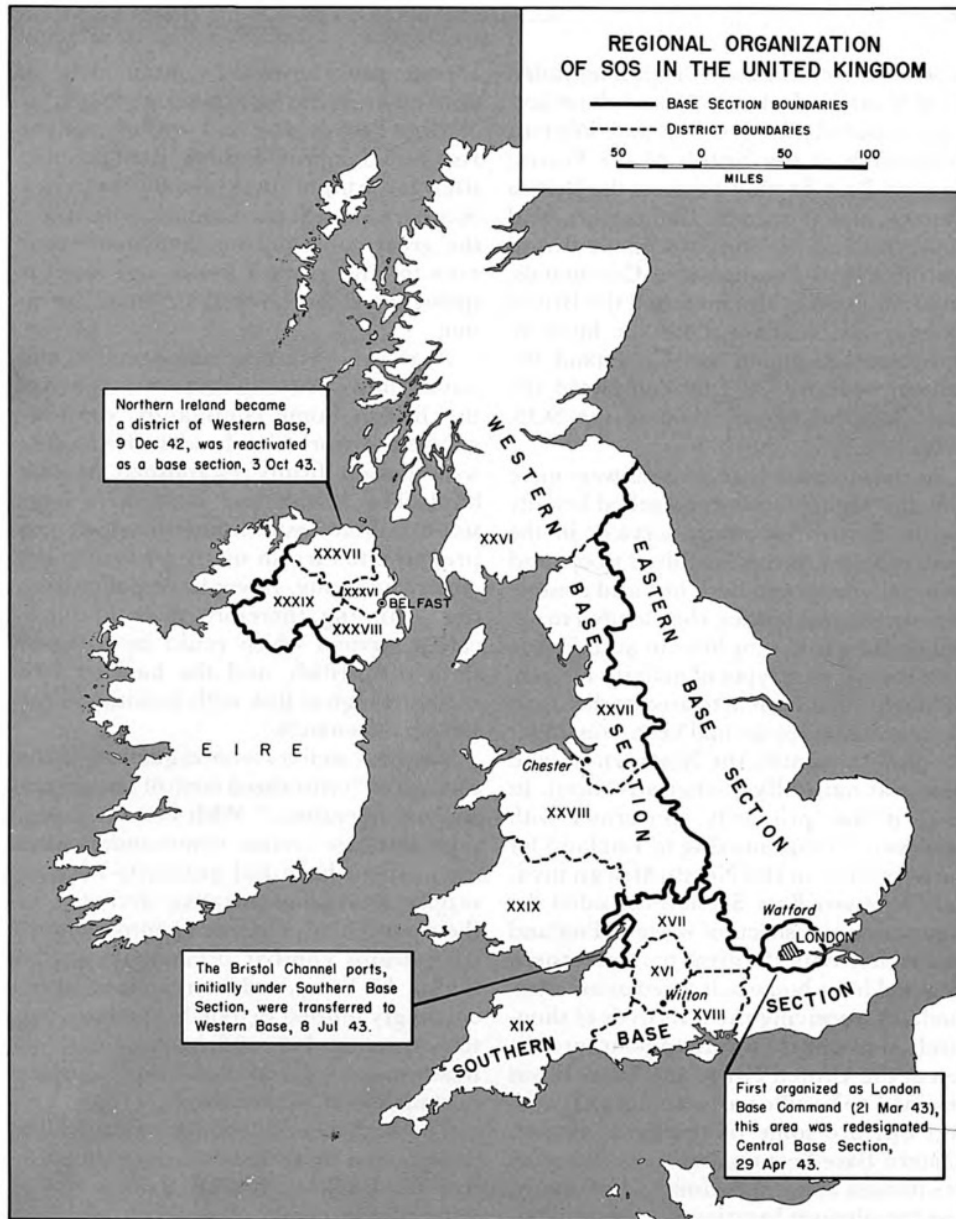 REGIONAL ORGANIZATION
OF SOS IN THE UNITED KINGDOM
BASE SECTION BOUNDARIES
DISTRICT BOUNDARIES
50 0 50 100
MILES
Northern Ireland became
a district of Western Base,
9 Dec 42, was reactivated
as a base section, 3 Oct 43.
WESTERN BASE SECTION
EASTERN BASE SECTION
XXVI
XXXVII
XXXVI
XXXVIII
BELFAST
XXVII
EIRE
Chester
XXVIII
XXIX
XVII
Watford
LONDON
The Bristol Channel ports,
initially under Southern Base
Section, were transferred to
Western Base, 8 Jul 43.
XVI
Wilton
XVIII
XIX
SOUTHERN BASE SECTION
First organized as London
Base Command (21 Mar 43),
this area was redesignated
Central Base Section,
29 Apr 43.